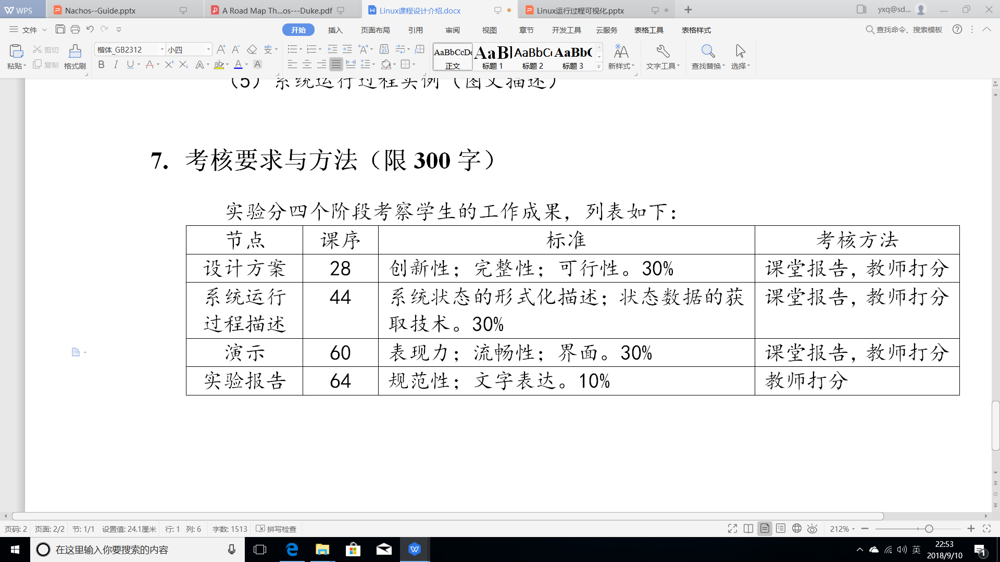 WPS
Nachos--Guide.pptx
A Road Map Th...os---Duke.pdf
Linux课程设计介绍.docx
Linux运行过程可视化.pptx
yxq@sd...
文件
开始
插入
页面布局
引用
审阅
视图
章节
开发工具
云服务
表格工具
表格样式
查找命令、搜索模板
粘贴
剪切
复制
格式刷
楷体_GB2312
小四
AaBbCcDc
正文
AaBl
标题 1
AaBbCc
标题 2
AaBbC
标题 3
新样式
文字工具
查找替换
选择
(5) 系统运行过程实例（图文描述）
7. 考核要求与方法（限 300 字）
实验分四个阶段考察学生的工作成果，列表如下：
节点 课序 标准 考核方法
设计方案 28 创新性；完整性；可行性。30% 课堂报告，教师打分
系统运行 44 系统状态的形式化描述；状态数据的获 课堂报告，教师打分
过程描述 取技术。30%
演示 60 表现力；流畅性；界面。30% 课堂报告，教师打分
实验报告 64 规范性；文字表达。10% 教师打分
页码: 2 页面: 2/2 节: 1/1 设置值: 24.1厘米 行: 1 列: 6 字数: 1513 拼写检查
212%
在这里输入你要搜索的内容
英
22:53
2018/9/10
1